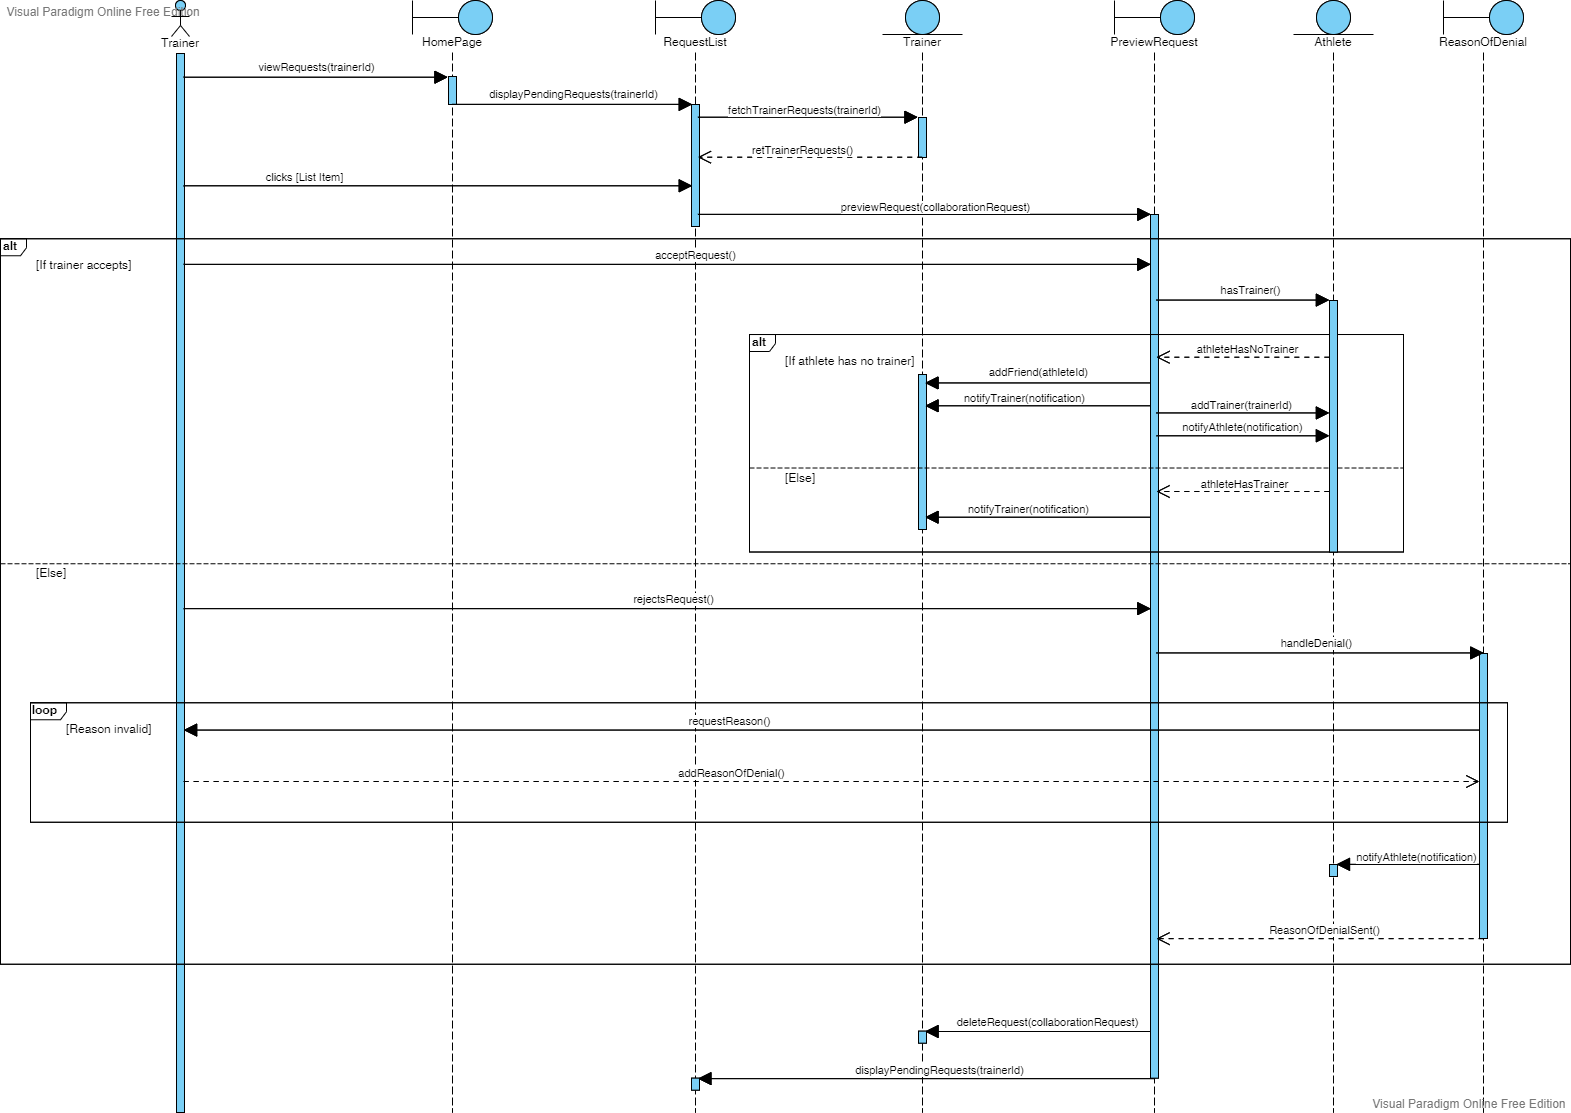 Visual Paradigm Online Free Edition
Trainer
HomePage
RequestList
Trainer
PreviewRequest
Athlete
ReasonOfDenial
viewRequests(trainerId)
displayPendingRequests(trainerId)
fetchTrainerRequests(trainerId)
retTrainerRequests()
clicks [List Item]
previewRequest(collaborationRequest)
alt
[If trainer accepts]
acceptRequest()
hasTrainer()
alt
[If athlete has no trainer]
athleteHasNoTrainer
addFriend(athleteId)
notifyTrainer(notification)
addTrainer(trainerId)
notifyAthlete(notification)
[Else]
athleteHasTrainer
notifyTrainer(notification)
[Else]
rejectsRequest()
handleDenial()
loop
[Reason invalid]
requestReason()
addReasonOfDenial()
notifyAthlete(notification)
ReasonOfDenialSent()
deleteRequest(collaborationRequest)
displayPendingRequests(trainerId)
Visual Paradigm Online Free Edition